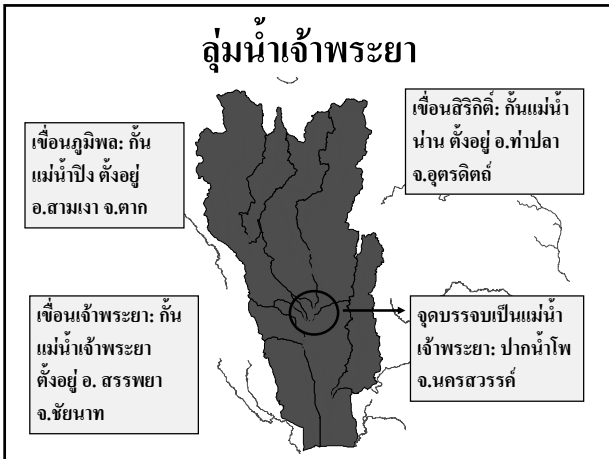 ลุ่มน้ำเจ้าพระยา
เขื่อนภูมิพล: กั้น
แม่น้ำปิง ตั้งอยู่
อ.สามเงา จ.ตาก
เขื่อนสิริกิติ์: กั้นแม่น้ำ
น่าน ตั้งอยู่ อ.ท่าปลา
จ.อุตรดิตถ์
เขื่อนเจ้าพระยา: กั้น
แม่น้ำเจ้าพระยา
ตั้งอยู่ อ. สรรพยา
จ.ชัยนาท
จุดบรรจบเป็นแม่น้ำ
เจ้าพระยา: ปากน้ำโพ
จ.นครสวรรค์